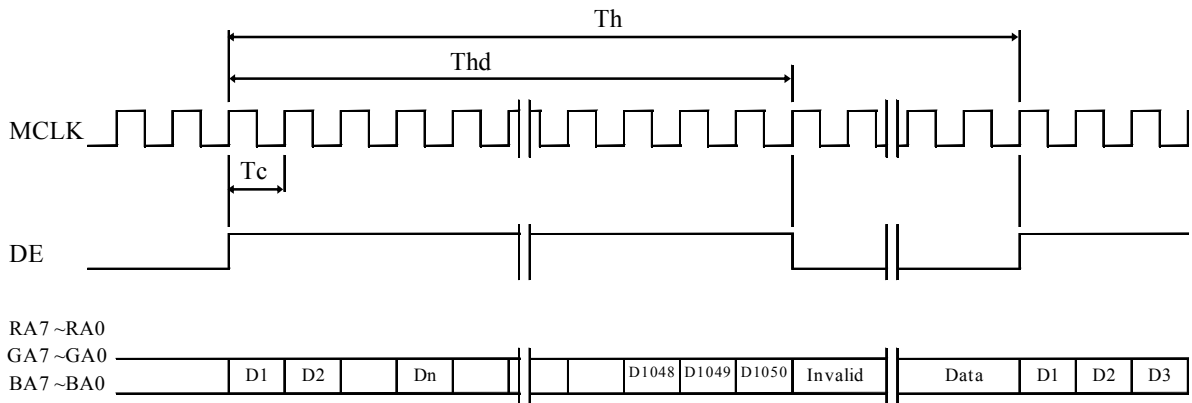 Th
Thd
MCLK
Tc
DE
RA7 ~RA0
GA7 ~GA0
BA7 ~BA0
D1 D2 Dn D1048 D1049 D1050 Invalid Data D1 D2 D3